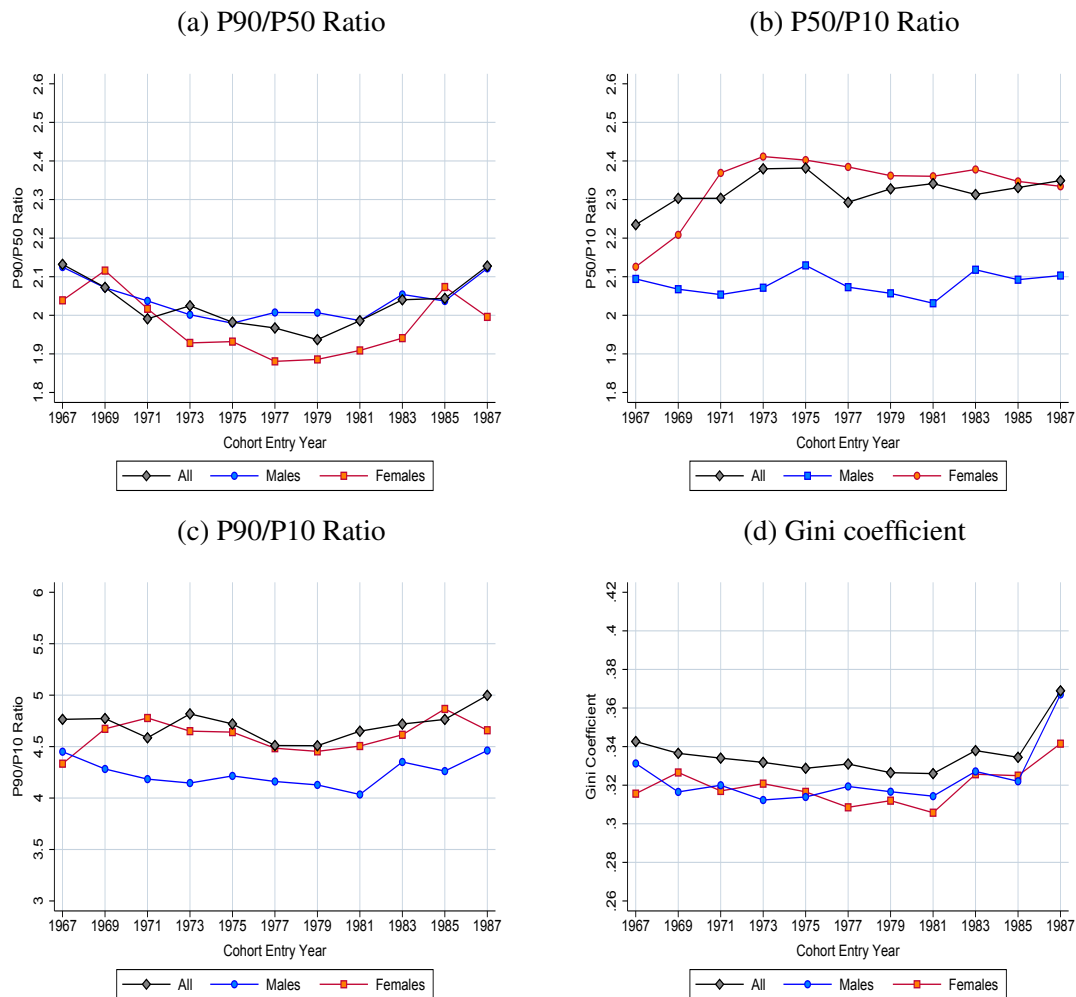 (a) P90/P50 Ratio
P90/P50 Ratio
2.6
2.5
2.4
2.3
2.2
2.1
2
1.9
1.8
1967 1969 1971 1973 1975 1977 1979 1981 1983 1985 1987
Cohort Entry Year
All Males Females
(b) P50/P10 Ratio
P50/P10 Ratio
2.6
2.5
2.4
2.3
2.2
2.1
2
1.9
1.8
1967 1969 1971 1973 1975 1977 1979 1981 1983 1985 1987
Cohort Entry Year
All Males Females
(c) P90/P10 Ratio
P90/P10 Ratio
6
5.5
5
4.5
4
3.5
3
1967 1969 1971 1973 1975 1977 1979 1981 1983 1985 1987
Cohort Entry Year
All Males Females
(d) Gini coefficient
Gini Coefficient
.42
.4
.38
.36
.34
.32
.3
.28
.26
1967 1969 1971 1973 1975 1977 1979 1981 1983 1985 1987
Cohort Entry Year
All Males Females